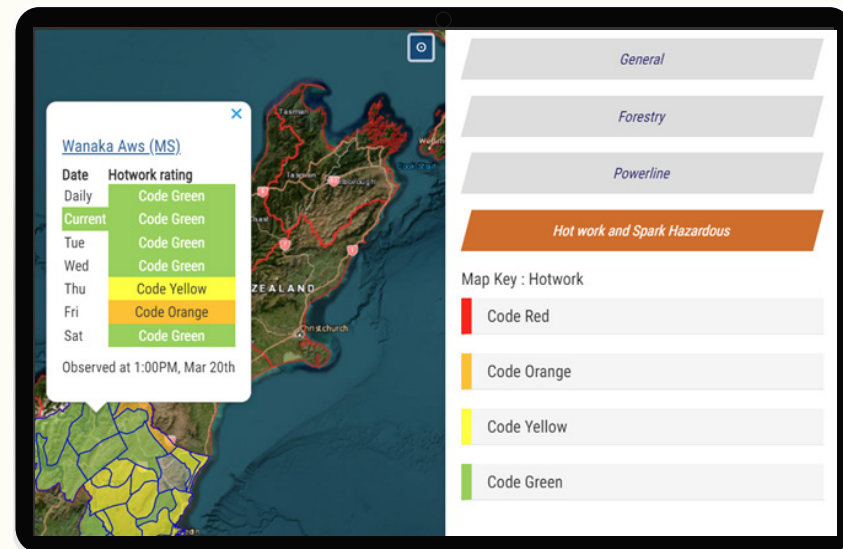 Wanaka Aws (MS)
Date Hotwork rating
Daily Code Green
Current Code Green
Tue Code Green
Wed Code Green
Thu Code Yellow
Fri Code Orange
Sat Code Green
Observed at 1:00PM, Mar 20th
Tasman
Tasman
ZEALAND
General
Forestry
Powerline
Hot work and Spark Hazardous
Map Key : Hotwork
Code Red
Code Orange
Code Yellow
Code Green